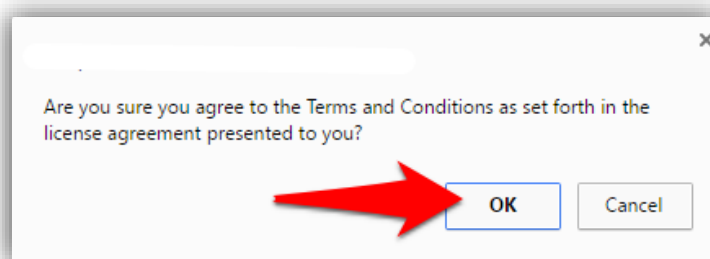 Are you sure you agree to the Terms and Conditions as set forth in the
license agreement presented to you?
OK
Cancel